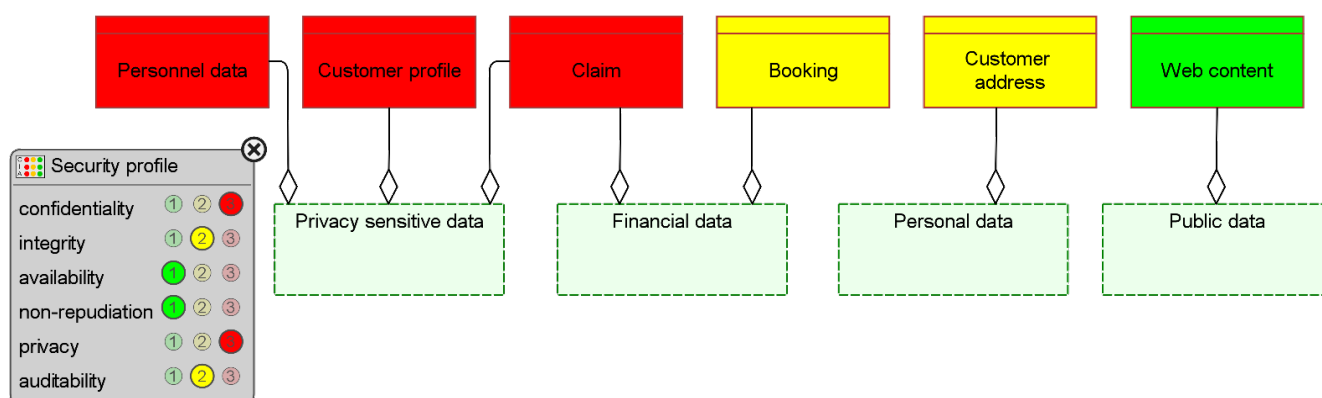 Personnel data
Customer profile
Claim
Booking
Customer
address
Web content
Security profile
confidentiality 1 2 3
integrity 1 2 3
availability 1 2 3
non-repudiation 1 2 3
privacy 1 2 3
auditability 1 2 3
Privacy sensitive data
Financial data
Personal data
Public data